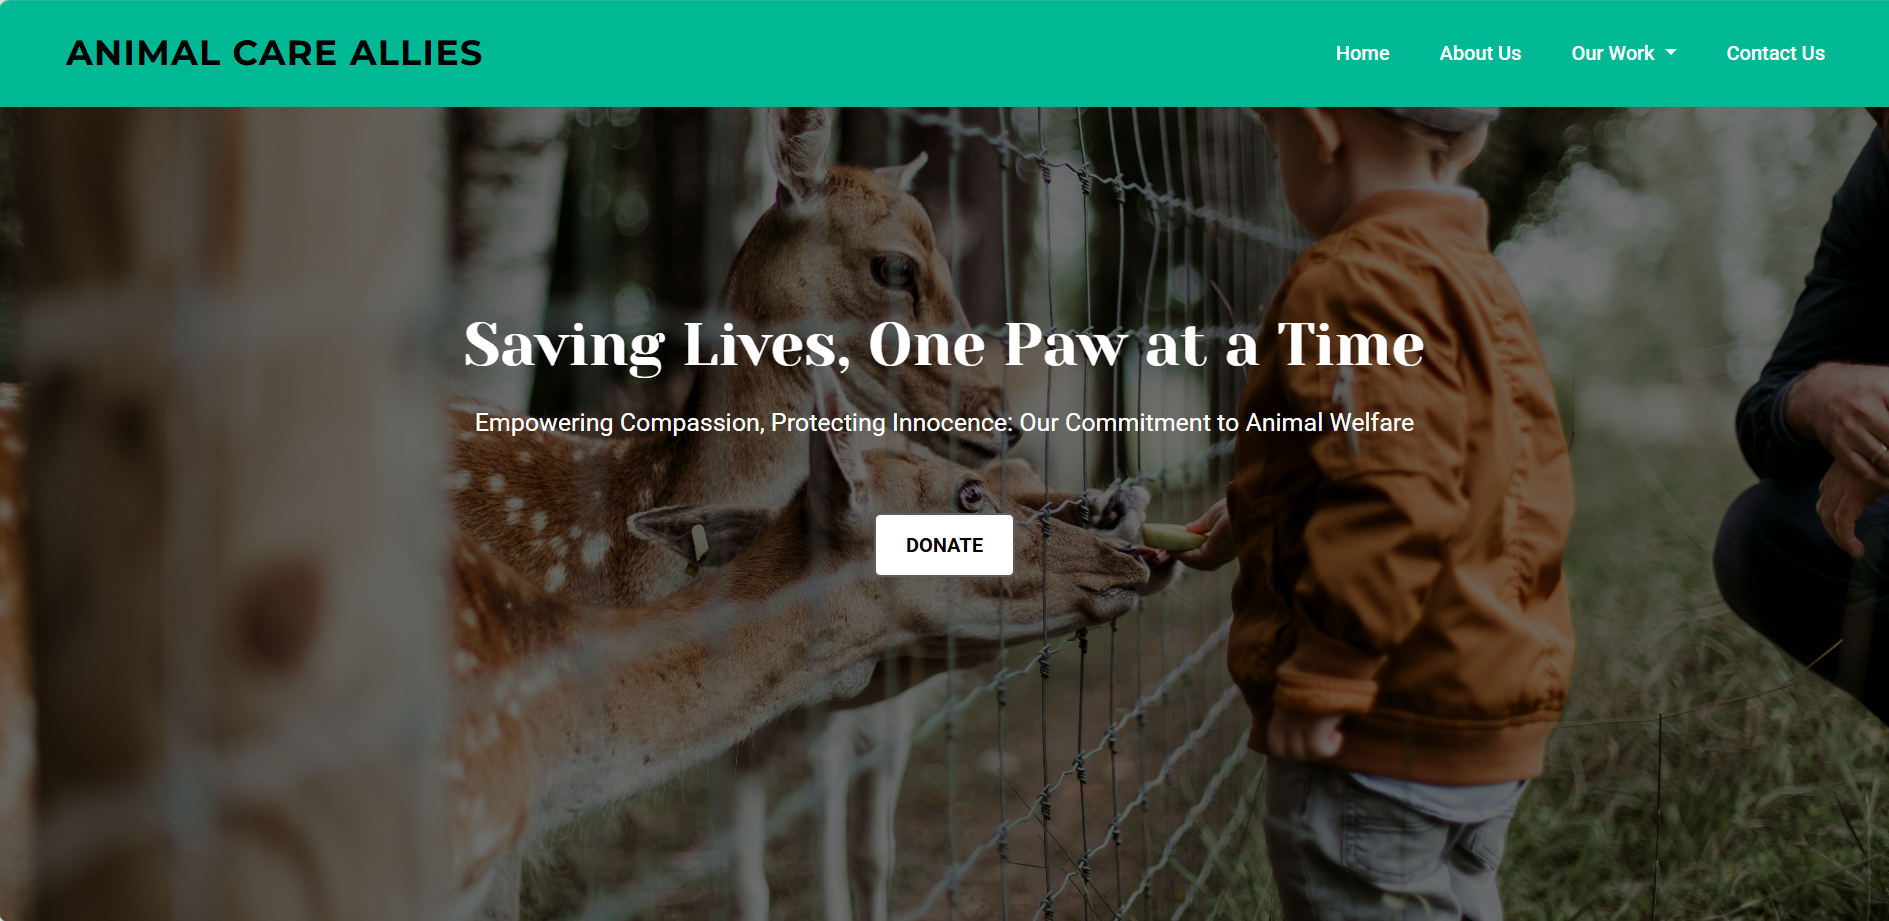 ANIMAL CARE ALLIES
Home About Us Our Work Contact Us
Saving Lives, One Paw at a Time
Empowering Compassion, Protecting Innocence: Our Commitment to Animal Welfare
DONATE